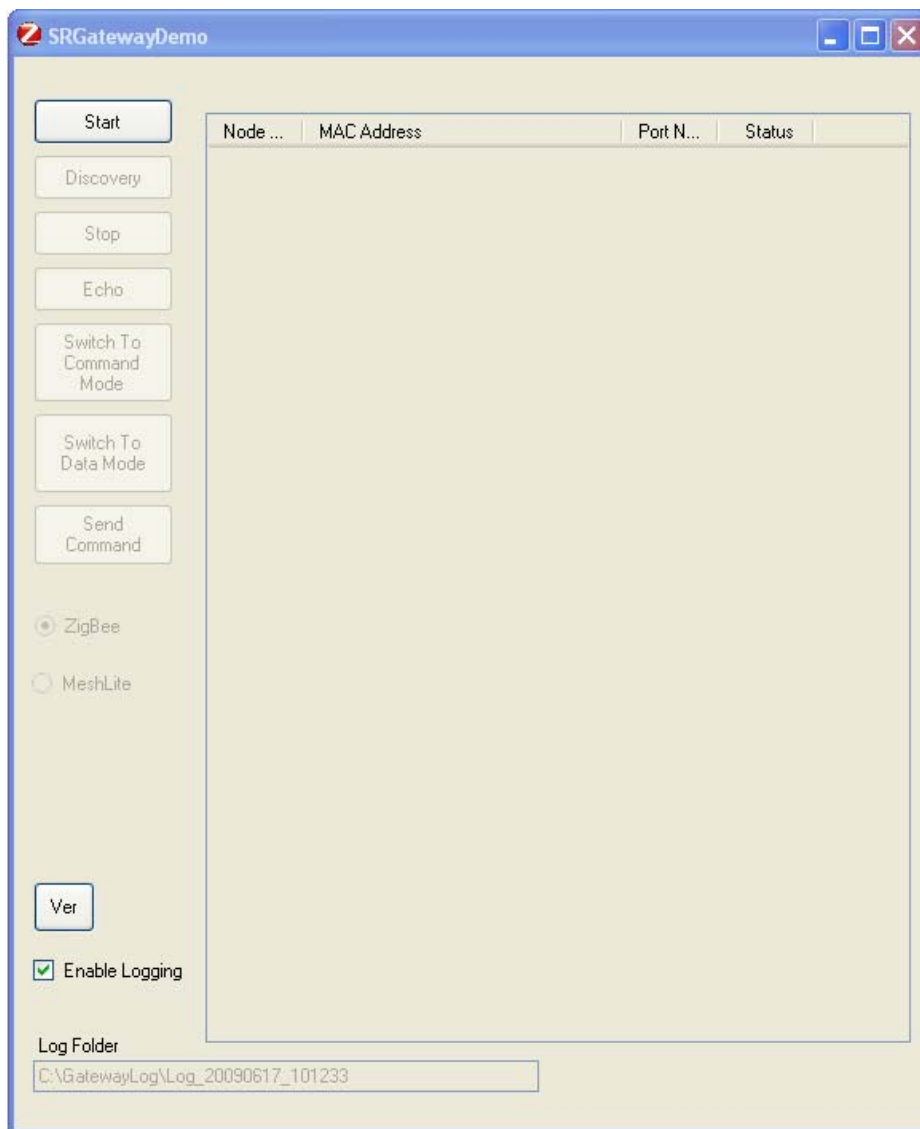 SRGatewayDemo
Start
Node ... MAC Address Port N... Status
Discovery
Stop
Echo
Switch To
Command
Mode
Switch To
Data Mode
Send
Command
ZigBee
MeshLite
Ver
Enable Logging
Log Folder
C:\GatewayLog\Log_20090617_101233